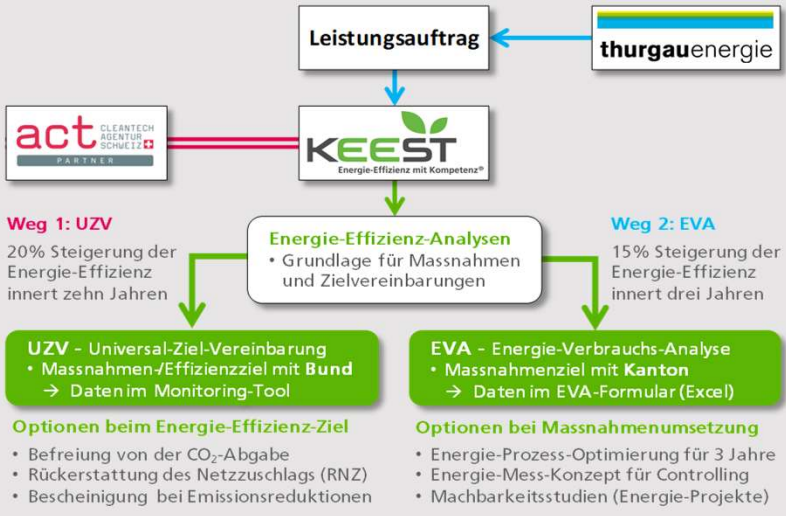 Leistungsauftrag
thurgauenergie
act CLEANTECH
AGENTUR
SCHWEIZ
PARTNER
KEEST
Energie-Effizienz mit Kompetenz®
Weg 1: UZV
20% Steigerung der
Energie-Effizienz
innert zehn Jahren
Energie-Effizienz-Analysen
• Grundlage für Massnahmen
und Zielvereinbarungen
Weg 2: EVA
15% Steigerung der
Energie-Effizienz
innert drei Jahren
UZV – Universal-Ziel-Vereinbarung
• Massnahmen-/Effizienzziel mit Bund
→ Daten im Monitoring-Tool
EVA – Energie-Verbrauchs-Analyse
• Massnahmenziel mit Kanton
→ Daten im EVA-Formular (Excel)
Optionen beim Energie-Effizienz-Ziel
• Befreiung von der CO₂-Abgabe
• Rückerstattung des Netzzuschlags (RNZ)
• Bescheinigung bei Emissionsreduktionen
Optionen bei Massnahmenumsetzung
• Energie-Prozess-Optimierung für 3 Jahre
• Energie-Mess-Konzept für Controlling
• Machbarkeitsstudien (Energie-Projekte)